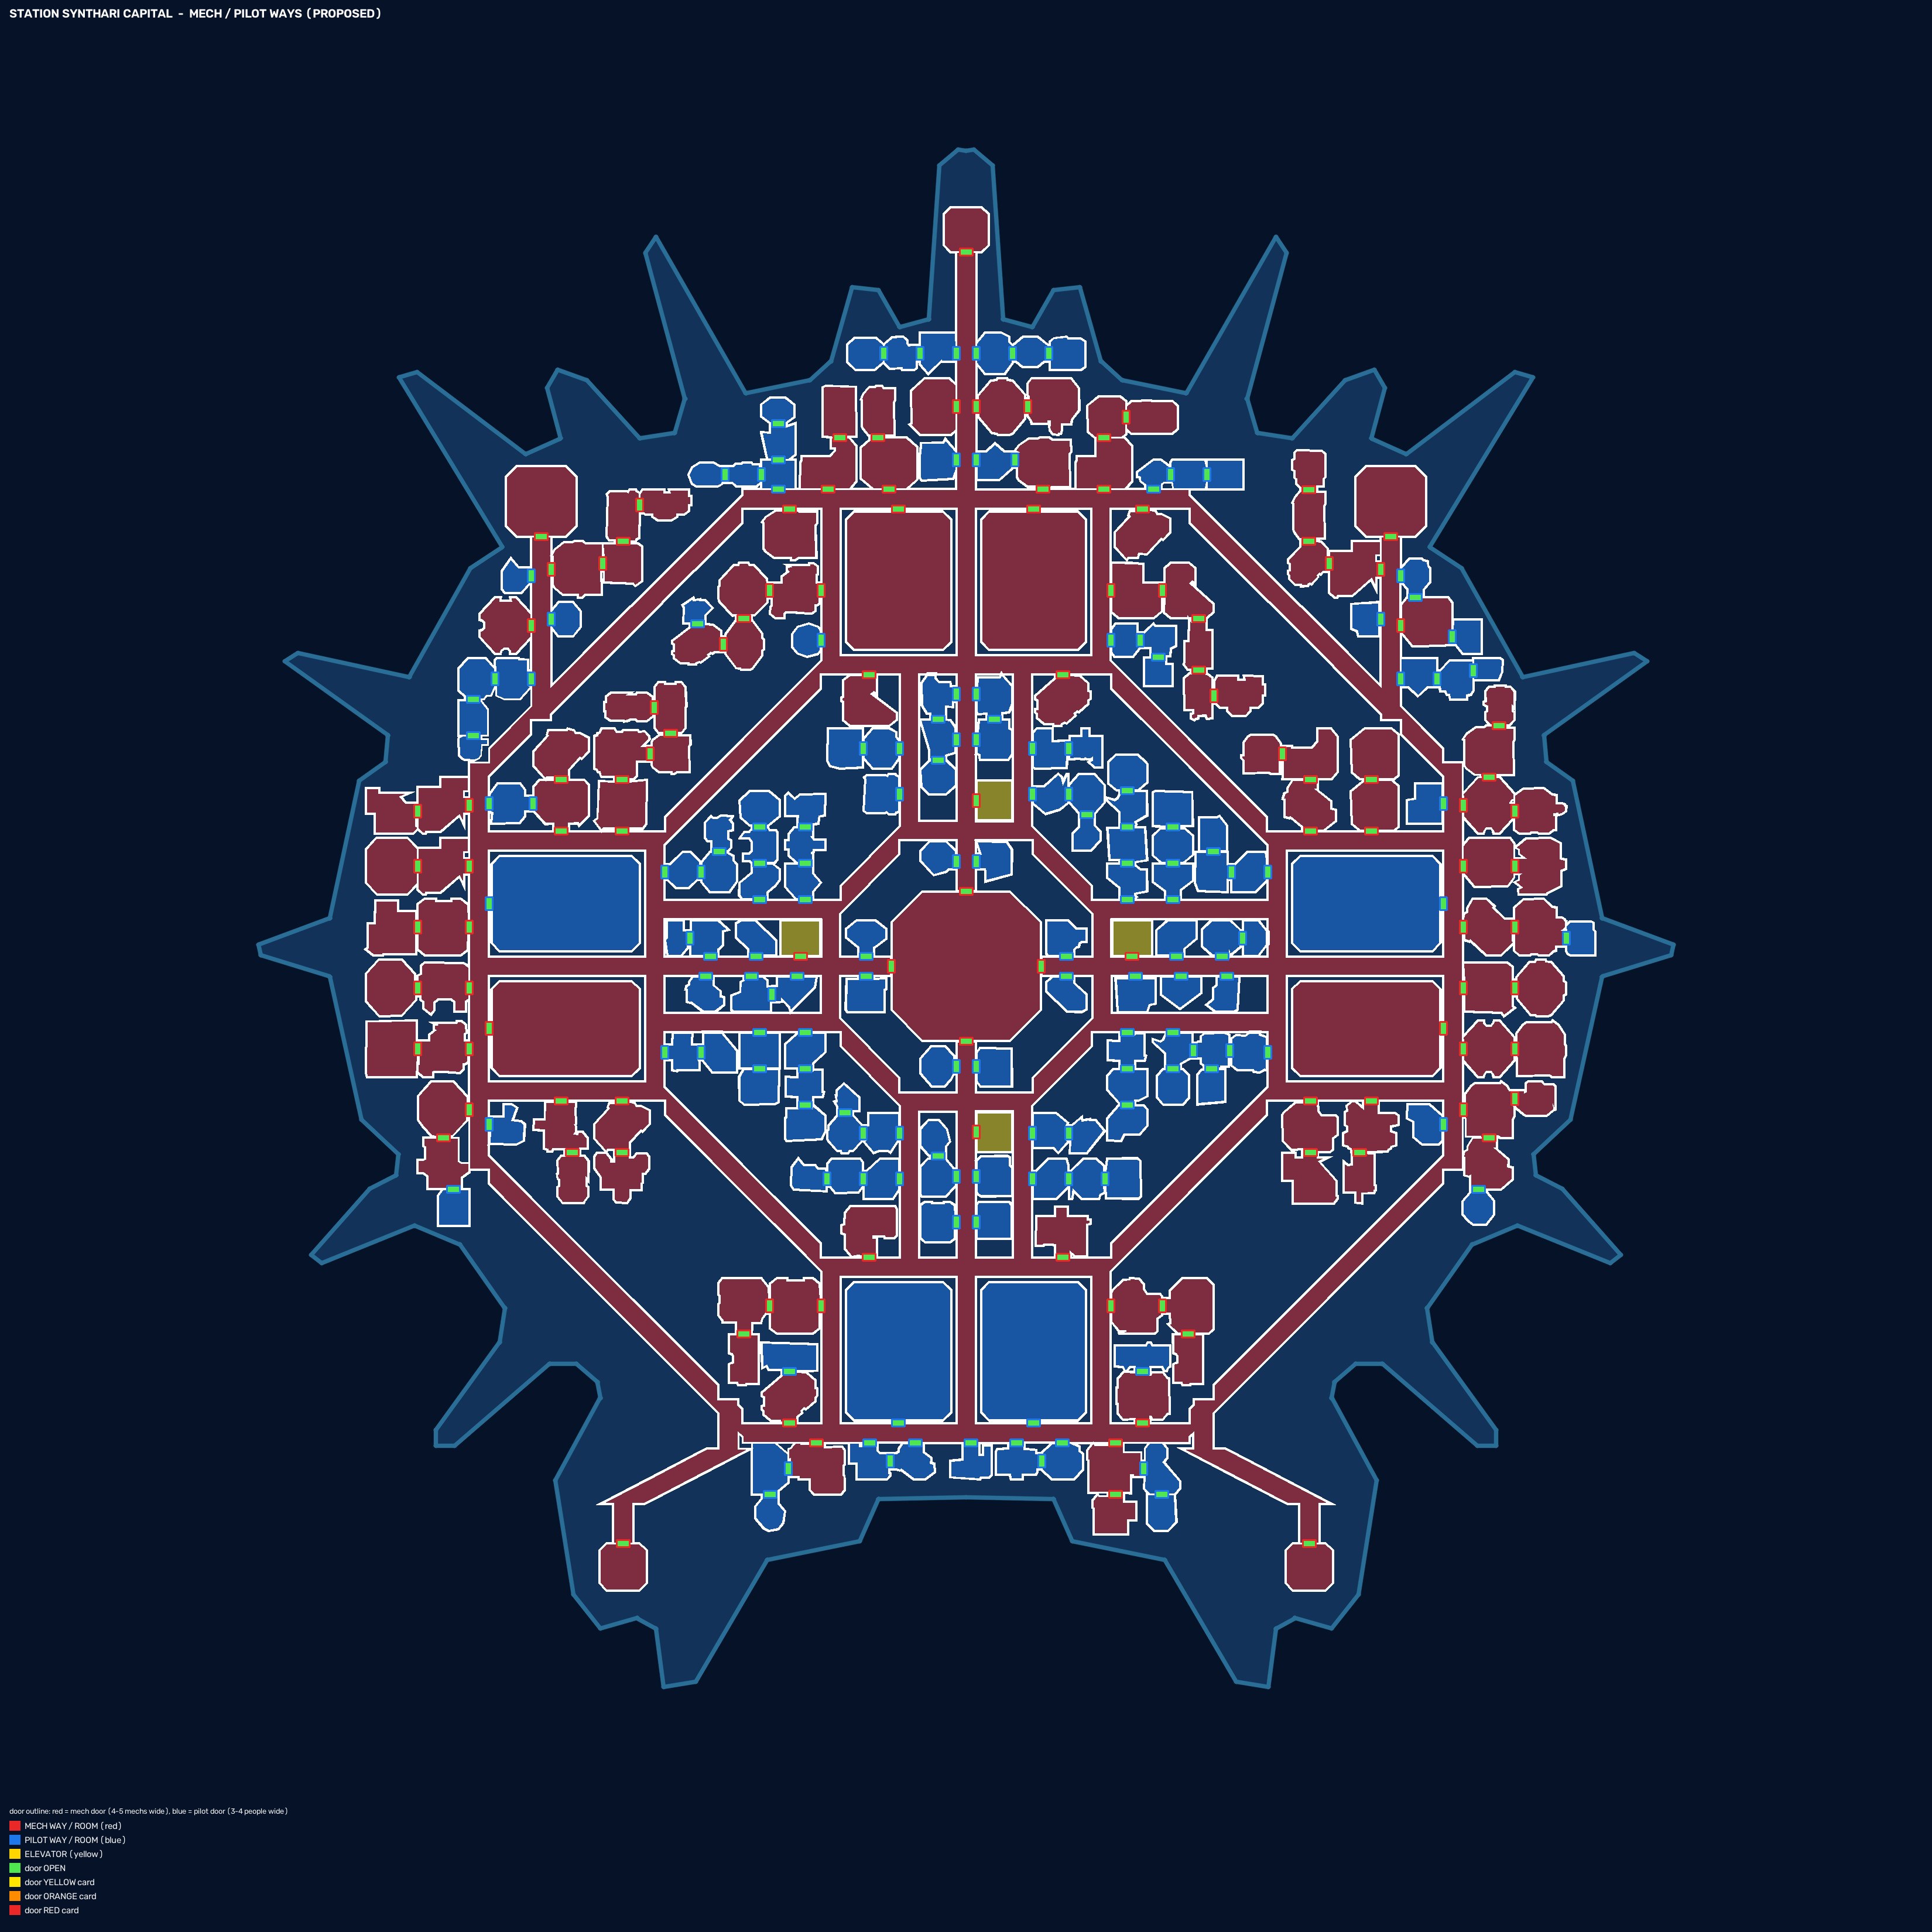 STATION SYNTHARI CAPITAL - MECH / PILOT WAYS (PROPOSED)
door outline: red = mech door (4-5 mechs wide), blue = pilot door (3-4 people wide)
MECH WAY / ROOM (red)
PILOT WAY / ROOM (blue)
ELEVATOR (yellow)
door OPEN
door YELLOW card
door ORANGE card
door RED card